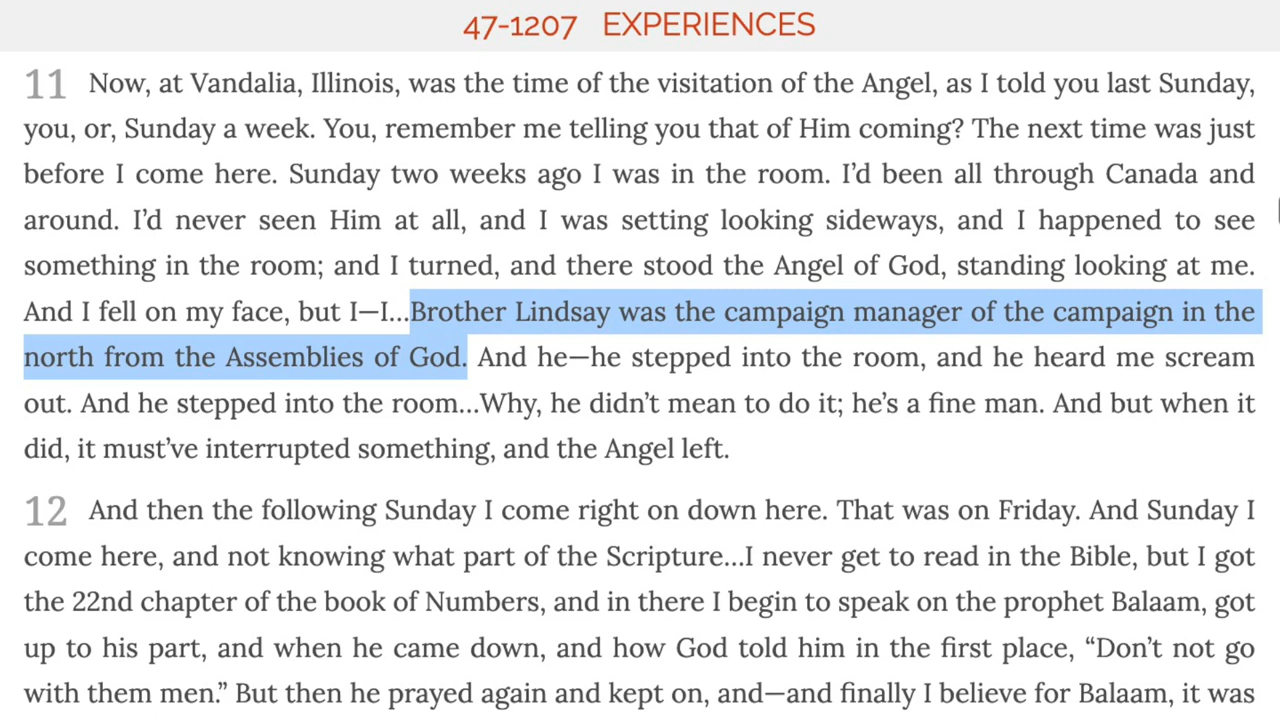 47-1207 EXPERIENCES
11 Now, at Vandalia, Illinois, was the time of the visitation of the Angel, as I told you last Sunday,
you, or, Sunday a week. You, remember me telling you that of Him coming? The next time was just
before I come here. Sunday two weeks ago I was in the room. I’d been all through Canada and
around. I’d never seen Him at all, and I was setting looking sideways, and I happened to see
something in the room; and I turned, and there stood the Angel of God, standing looking at me.
And I fell on my face, but I—I…Brother Lindsay was the campaign manager of the campaign in the
north from the Assemblies of God. And he—he stepped into the room, and he heard me scream
out. And he stepped into the room…Why, he didn’t mean to do it; he’s a fine man. And but when it
did, it must’ve interrupted something, and the Angel left.
12 And then the following Sunday I come right on down here. That was on Friday. And Sunday I
come here, and not knowing what part of the Scripture…I never get to read in the Bible, but I got
the 22nd chapter of the book of Numbers, and in there I begin to speak on the prophet Balaam, got
up to his part, and when he came down, and how God told him in the first place, “Don’t not go
with them men.” But then he prayed again and kept on, and—and finally I believe for Balaam, it was